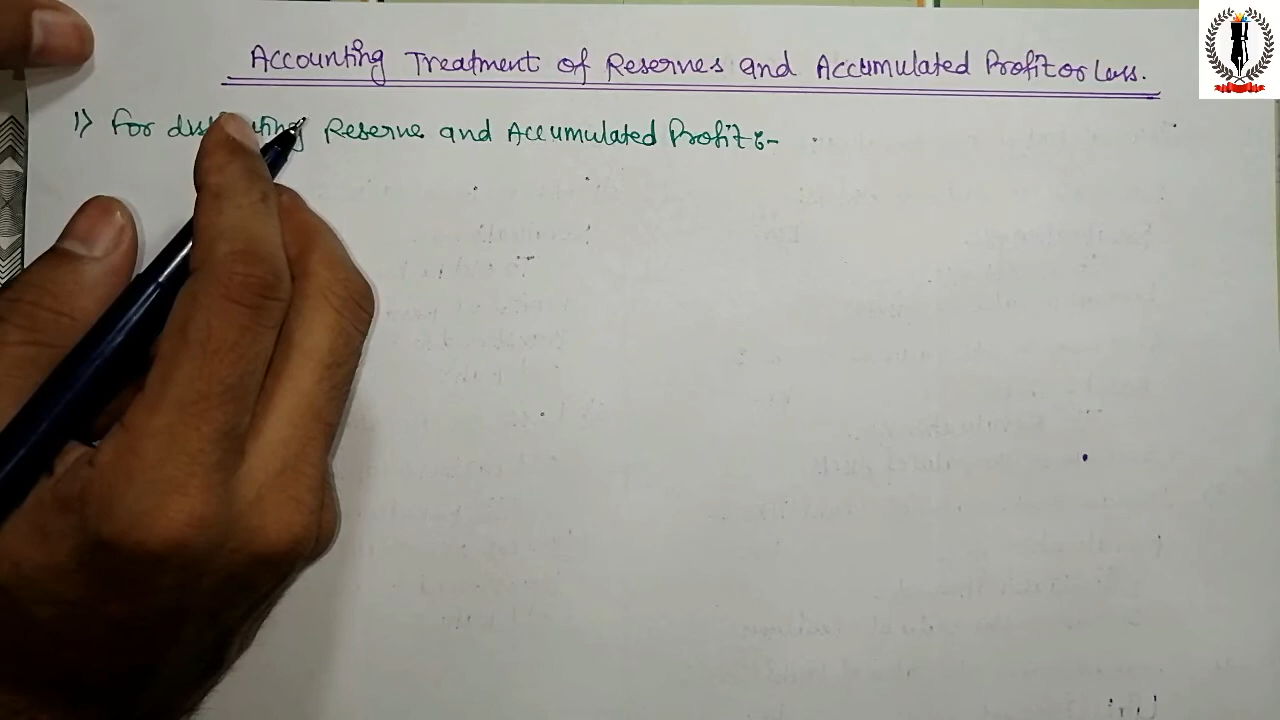 Accounting Treatment of Reserves and Accumulated Profit or Loss.
1) For Reserve and Accumulated Profit :-